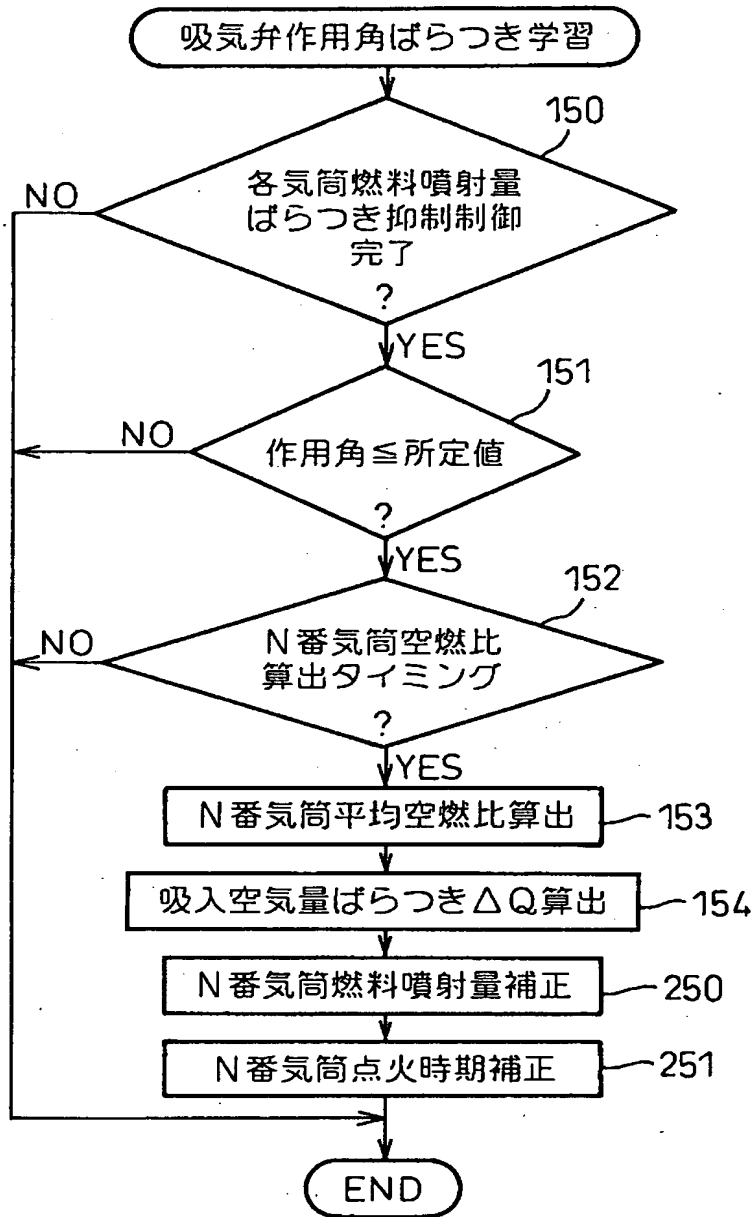 吸気弁作用角ばらつき学習
150
各気筒燃料噴射量
ばらつき抑制制御
完了
?
NO
YES
151
作用角≦所定値
?
NO
YES
152
N番気筒空燃比
算出タイミング
?
NO
YES
N番気筒平均空燃比算出
153
吸入空気量ばらつき△Q算出
154
N番気筒燃料噴射量補正
250
N番気筒点火時期補正
251
END